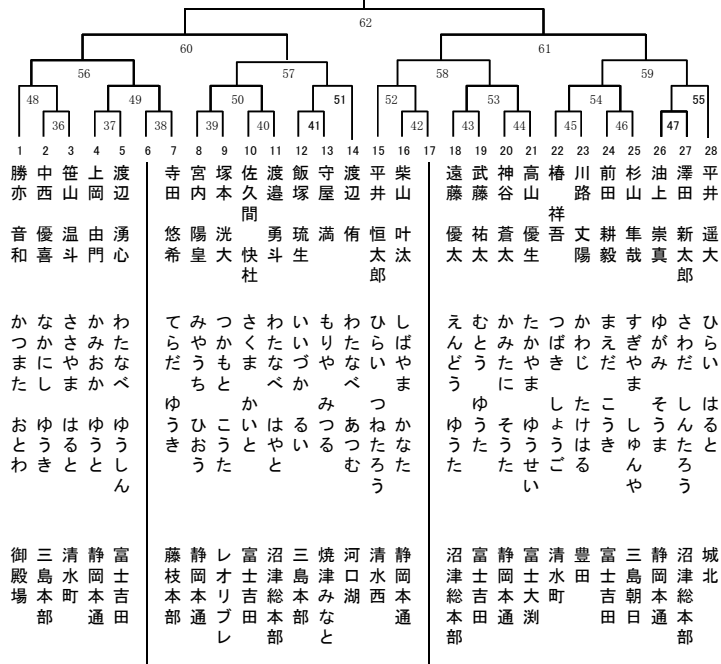 62
60 61
56 57 58 59
48 49 50 51 52 53 54 55
36 37 38 39 40 41 42 43 44 45 46 47
1 勝亦 音和 かつまた おとわ 御殿場
2 中西 優喜 なかにし ゆうき 三島本部
3 笹山 温斗 ささやま はると 清水町
4 上岡 由門 かみおか ゆうと 静岡本通
5 渡辺 湧心 わたなべ ゆうしん 富士吉田
6
7 寺田 悠希 てらだ ゆうき 藤枝本部
8 宮内 陽皇 みやうち ひおう 静岡本通
9 塚本 洸大 つかもと こうた レオリブレ
10 佐久間 快杜 さくま かいと 富士吉田
11 渡邉 勇斗 わたなべ はやと 沼津総本部
12 飯塚 琉生 いいづか るい 三島本部
13 守屋 満 もりや みつる 焼津みなと
14 渡辺 侑 わたなべ あつむ 河口湖
15 平井 恒太郎 ひらい つねたろう 清水西
16 柴山 叶汰 しばやま かなた 静岡本通
17
18 遠藤 優太 えんどう ゆうた 沼津総本部
19 武藤 祐太 むとう ゆうた 富士吉田
20 神谷 蒼太 かみたに そうた 静岡本通
21 高山 優生 たかやま ゆうせい 富士大渕
22 椿 祥吾 つばき しょうご 清水町
23 川路 丈陽 かわじ たけはる 豊田
24 前田 耕毅 まえだ こうき 富士吉田
25 杉山 隼哉 すぎやま しゅんや 三島朝日
26 油上 崇真 ゆがみ そうま 静岡本通
27 澤田 新太郎 さわだ しんたろう 沼津総本部
28 平井 遥大 ひらい はると 城北